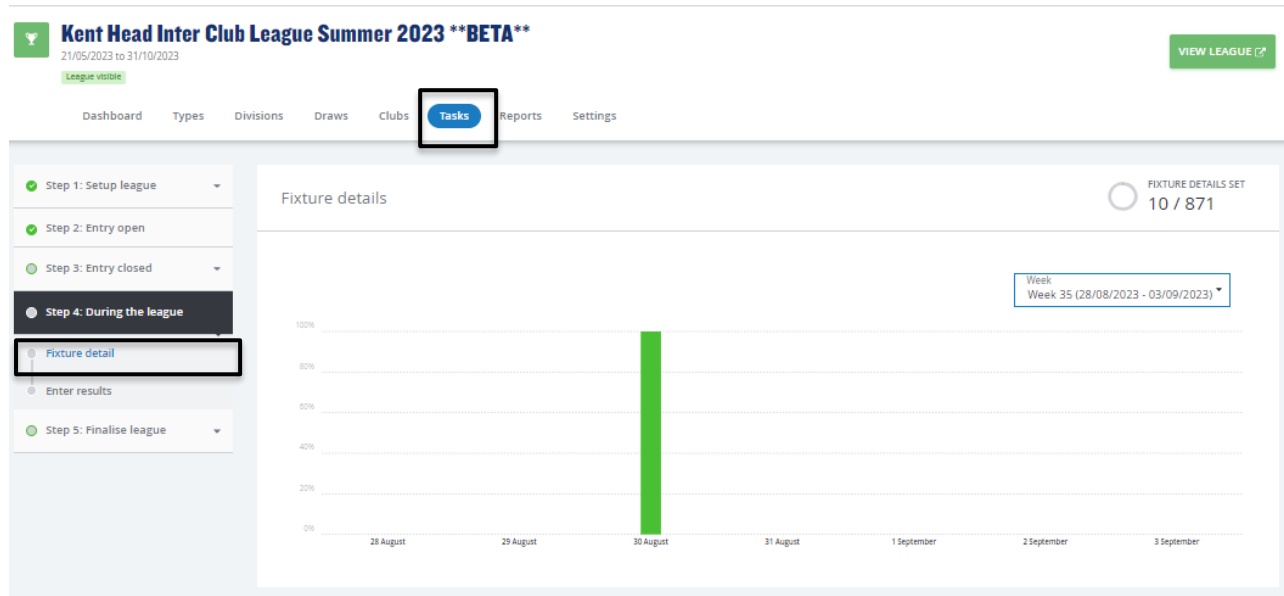 Kent Head Inter Club League Summer 2023 **BETA**
21/05/2023 to 31/10/2023
League visible
VIEW LEAGUE
Dashboard Types Divisions Draws Clubs Tasks Reports Settings
Step 1: Setup league
Step 2: Entry open
Step 3: Entry closed
Step 4: During the league
Fixture detail
Enter results
Step 5: Finalise league
Fixture details
FIXTURE DETAILS SET
10 / 871
Week
Week 35 (28/08/2023 - 03/09/2023)
100%
80%
60%
40%
20%
0%
28 August 29 August 30 August 31 August 1 September 2 September 3 September